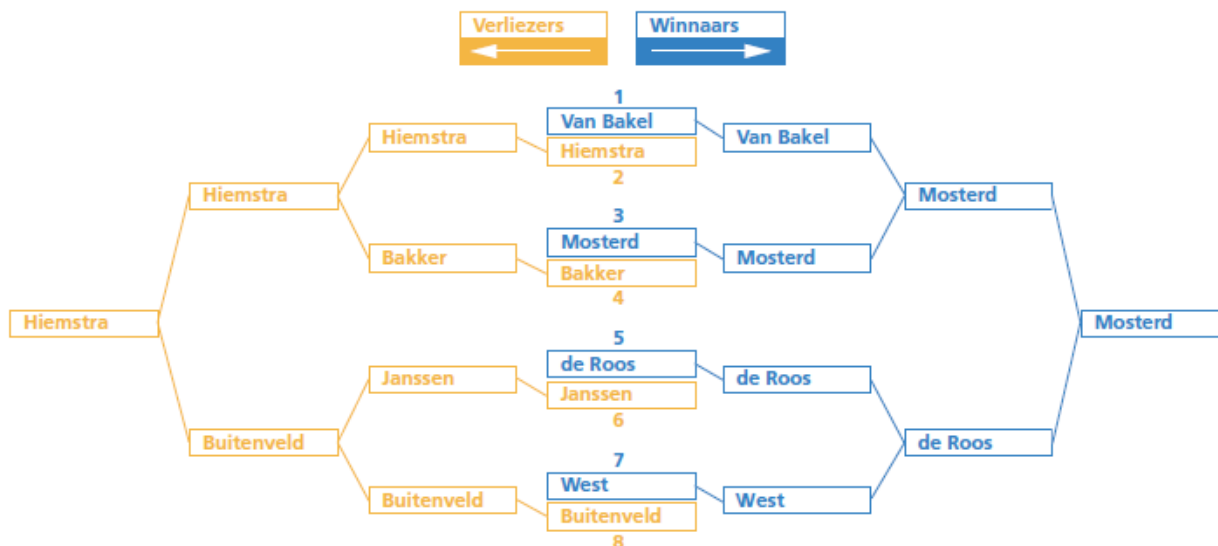 Verliezers
Winnaars
1
Van Bakel
Hiemstra
2
3
Mosterd
Bakker
4
5
de Roos
Janssen
6
7
West
Buitenveld
8
Hiemstra
Bakker
Janssen
Buitenveld
Hiemstra
Buitenveld
Hiemstra
Van Bakel
Mosterd
de Roos
West
Mosterd
de Roos
Mosterd